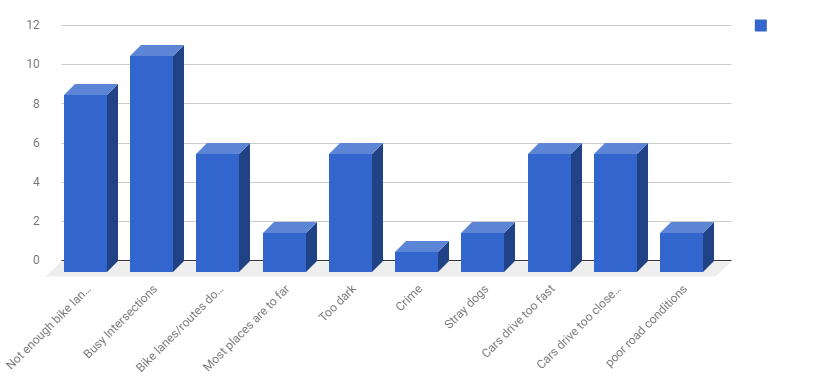 12
10
8
6
4
2
0
Not enough bike lan...
Busy Intersections
Bike lanes/routes do...
Most places are to far
Too dark
Crime
Stray dogs
Cars drive too fast
Cars drive too close...
poor road conditions